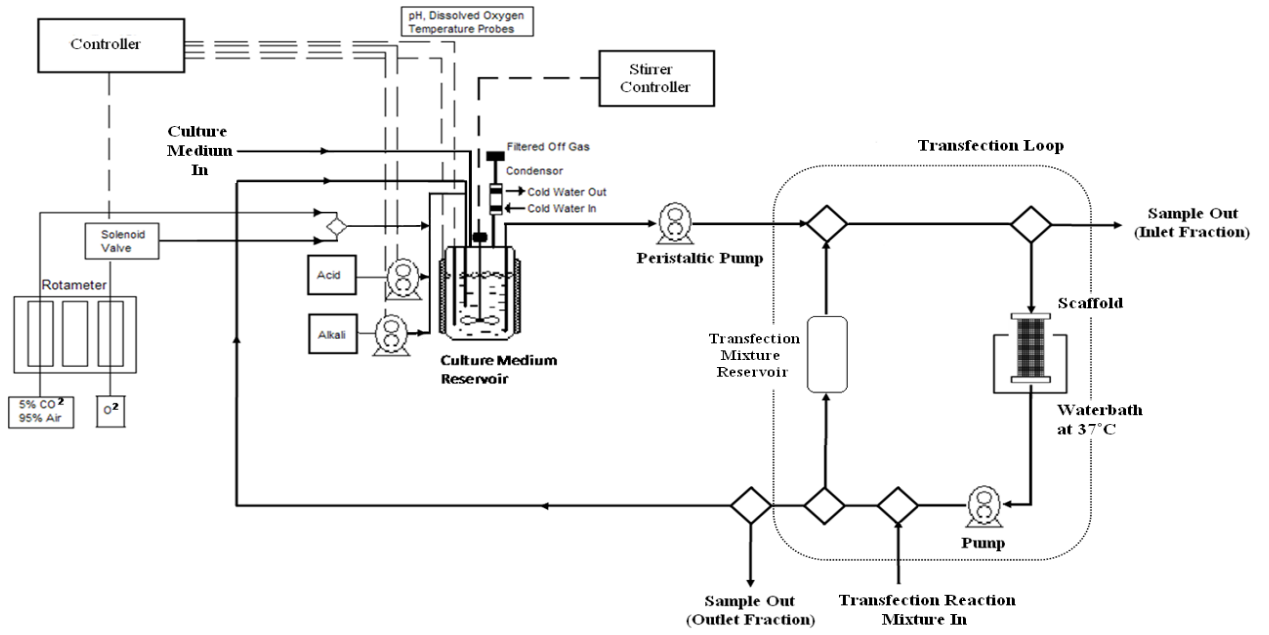 pH, Dissolved Oxygen
Temperature Probes
Controller
Stirrer
Controller
Culture
Medium
In
Filtered Off Gas
Condensor
Cold Water Out
Cold Water In
Transfection Loop
Solenoid
Valve
Peristaltic Pump
Sample Out
(Inlet Fraction)
Acid
Rotameter
Scaffold
Alkali
Culture Medium
Reservoir
Transfection
Mixture
Reservoir
Waterbath
at 37˚C
5% CO²
95% Air
O²
Pump
Sample Out
(Outlet Fraction)
Transfection Reaction
Mixture In